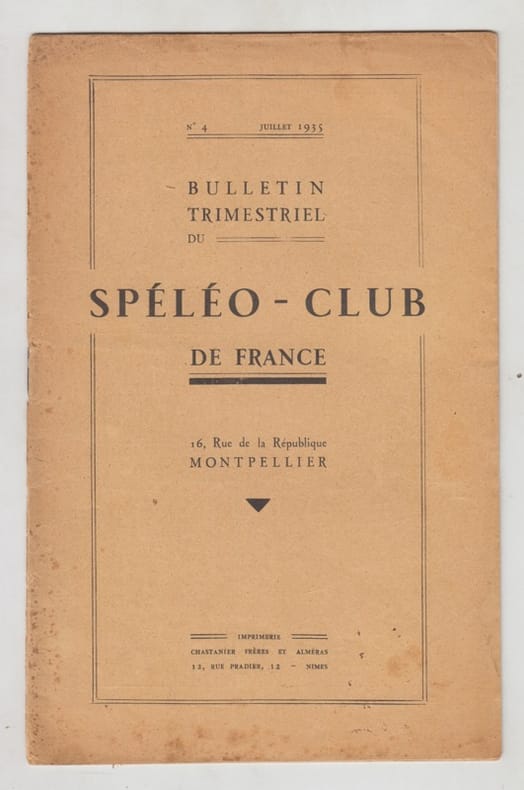 N° 4 JUILLET 1935
BULLETIN
TRIMESTRIEL
DU
SPÉLÉO - CLUB
DE FRANCE
16, Rue de la République
MONTPELLIER
IMPRIMERIE
CHASTANIER FRÈRES ET ALMÉRAS
12, RUE PRADIER, 12 - NIMES